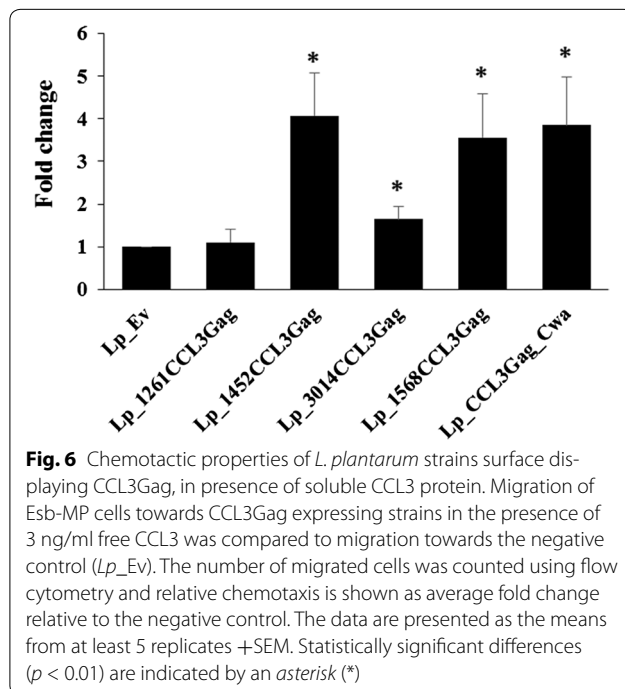 Fold change
6
5
4
3
2
1
0
*
*
*
*
Lp_Ev
Lp_1261CCL3Gag
Lp_1452CCL3Gag
Lp_3014CCL3Gag
Lp_1568CCL3Gag
Lp_CCL3Gag_Cwa
Fig. 6 Chemotactic properties of L. plantarum strains surface dis-
playing CCL3Gag, in presence of soluble CCL3 protein. Migration of
Esb-MP cells towards CCL3Gag expressing strains in the presence of
3 ng/ml free CCL3 was compared to migration towards the negative
control (Lp_Ev). The number of migrated cells was counted using flow
cytometry and relative chemotaxis is shown as average fold change
relative to the negative control. The data are presented as the means
from at least 5 replicates +SEM. Statistically significant differences
(p < 0.01) are indicated by an asterisk (*)